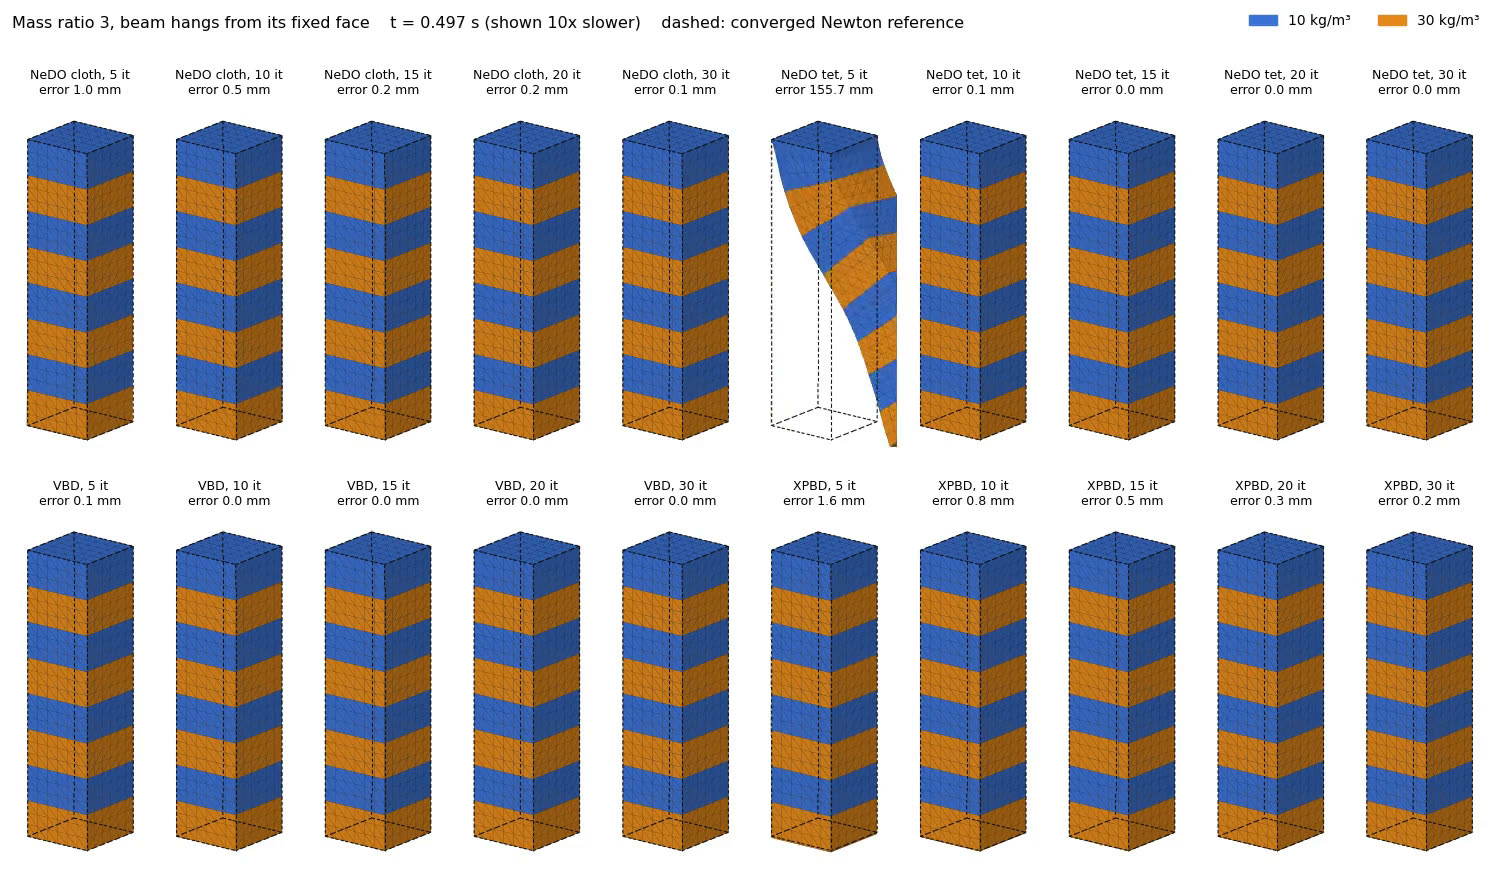 Mass ratio 3, beam hangs from its fixed face    t = 0.497 s (shown 10x slower)    dashed: converged Newton reference
10 kg/m³    30 kg/m³
NeDO cloth, 5 it
error 1.0 mm
NeDO cloth, 10 it
error 0.5 mm
NeDO cloth, 15 it
error 0.2 mm
NeDO cloth, 20 it
error 0.2 mm
NeDO cloth, 30 it
error 0.1 mm
NeDO tet, 5 it
error 155.7 mm
NeDO tet, 10 it
error 0.1 mm
NeDO tet, 15 it
error 0.0 mm
NeDO tet, 20 it
error 0.0 mm
NeDO tet, 30 it
error 0.0 mm
VBD, 5 it
error 0.1 mm
VBD, 10 it
error 0.0 mm
VBD, 15 it
error 0.0 mm
VBD, 20 it
error 0.0 mm
VBD, 30 it
error 0.0 mm
XPBD, 5 it
error 1.6 mm
XPBD, 10 it
error 0.8 mm
XPBD, 15 it
error 0.5 mm
XPBD, 20 it
error 0.3 mm
XPBD, 30 it
error 0.2 mm